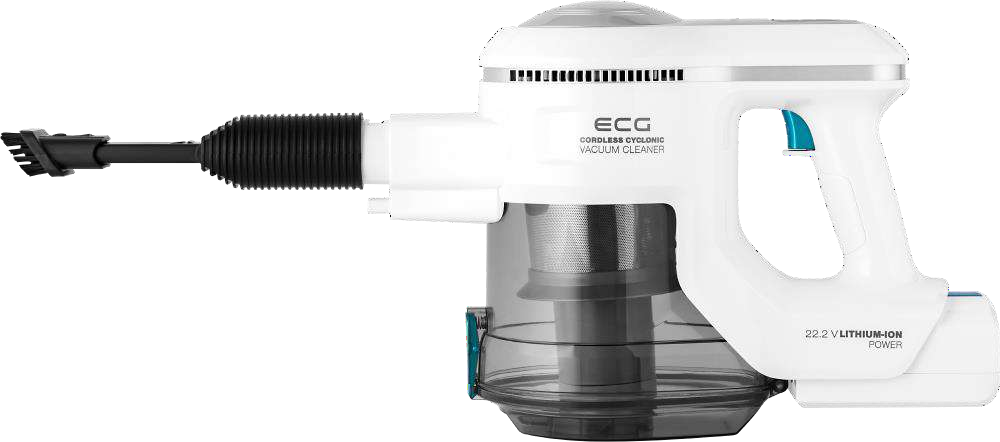 ECG
CORDLESS CYCLONIC
VACUUM CLEANER
22.2 V LITHIUM-ION
POWER